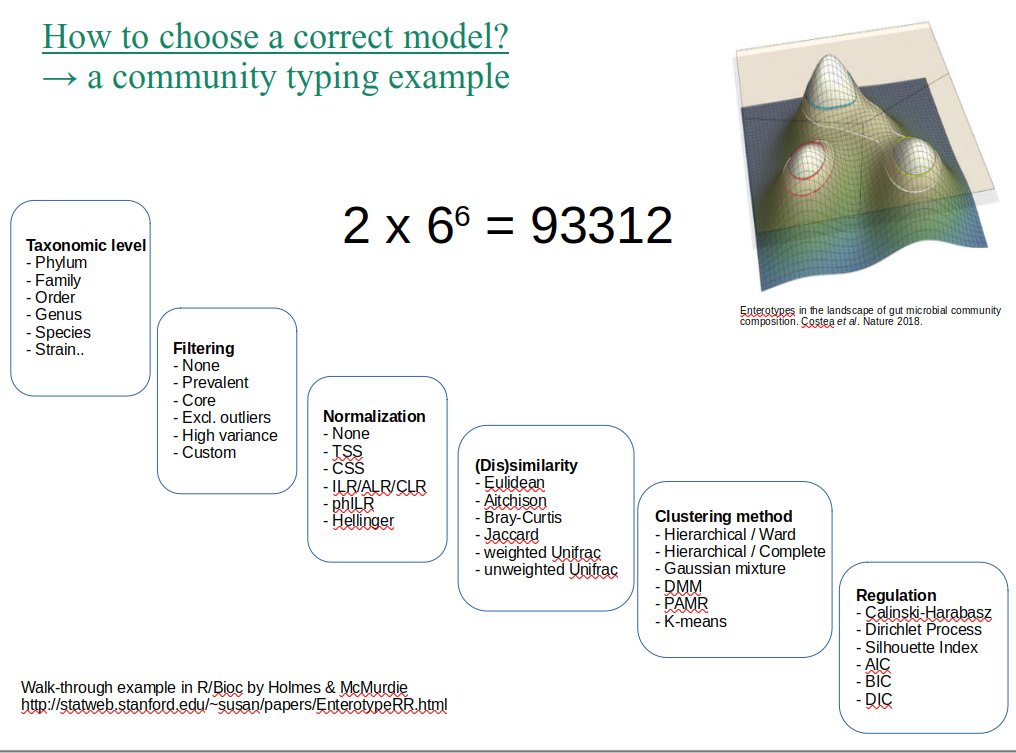 How to choose a correct model?
→ a community typing example
2 x 6⁶ = 93312
Enterotypes in the landscape of gut microbial community
composition. Costea et al. Nature 2018.
Taxonomic level
- Phylum
- Family
- Order
- Genus
- Species
- Strain..
Filtering
- None
- Prevalent
- Core
- Excl. outliers
- High variance
- Custom
Normalization
- None
- TSS
- CSS
- ILR/ALR/CLR
- phILR
- Hellinger
(Dis)similarity
- Eulidean
- Aitchison
- Bray-Curtis
- Jaccard
- weighted Unifrac
- unweighted Unifrac
Clustering method
- Hierarchical / Ward
- Hierarchical / Complete
- Gaussian mixture
- DMM
- PAMR
- K-means
Regulation
- Calinski-Harabasz
- Dirichlet Process
- Silhouette Index
- AIC
- BIC
- DIC
Walk-through example in R/Bioc by Holmes & McMurdie
http://statweb.stanford.edu/~susan/papers/EnterotypeRR.html